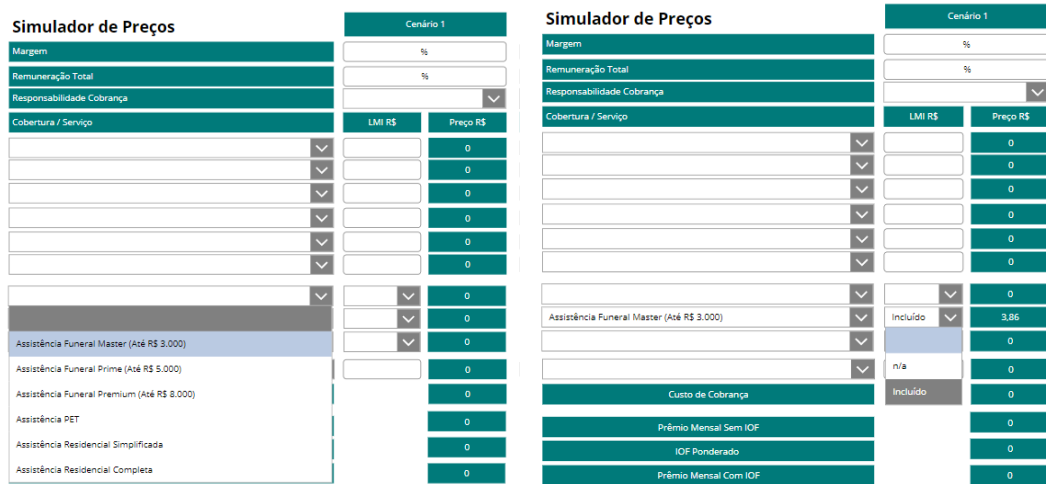 Simulador de Preços
Cenário 1
Margem
%
Remuneração Total
%
Responsabilidade Cobrança
Cobertura / Serviço
LMI R$
Preço R$
0
0
0
0
0
0
0
0
Assistência Funeral Master (Até R$ 3.000)
0
Assistência Funeral Prime (Até R$ 5.000)
0
Assistência Funeral Premium (Até R$ 8.000)
0
Assistência PET
0
Assistência Residencial Simplificada
0
Assistência Residencial Completa
0
Simulador de Preços
Cenário 1
Margem
%
Remuneração Total
%
Responsabilidade Cobrança
Cobertura / Serviço
LMI R$
Preço R$
0
0
0
0
0
0
0
Assistência Funeral Master (Até R$ 3.000)
Incluído
3,86
0
n/a
0
Custo de Cobrança
Incluído
0
Prêmio Mensal Sem IOF
0
IOF Ponderado
0
Prêmio Mensal Com IOF
0